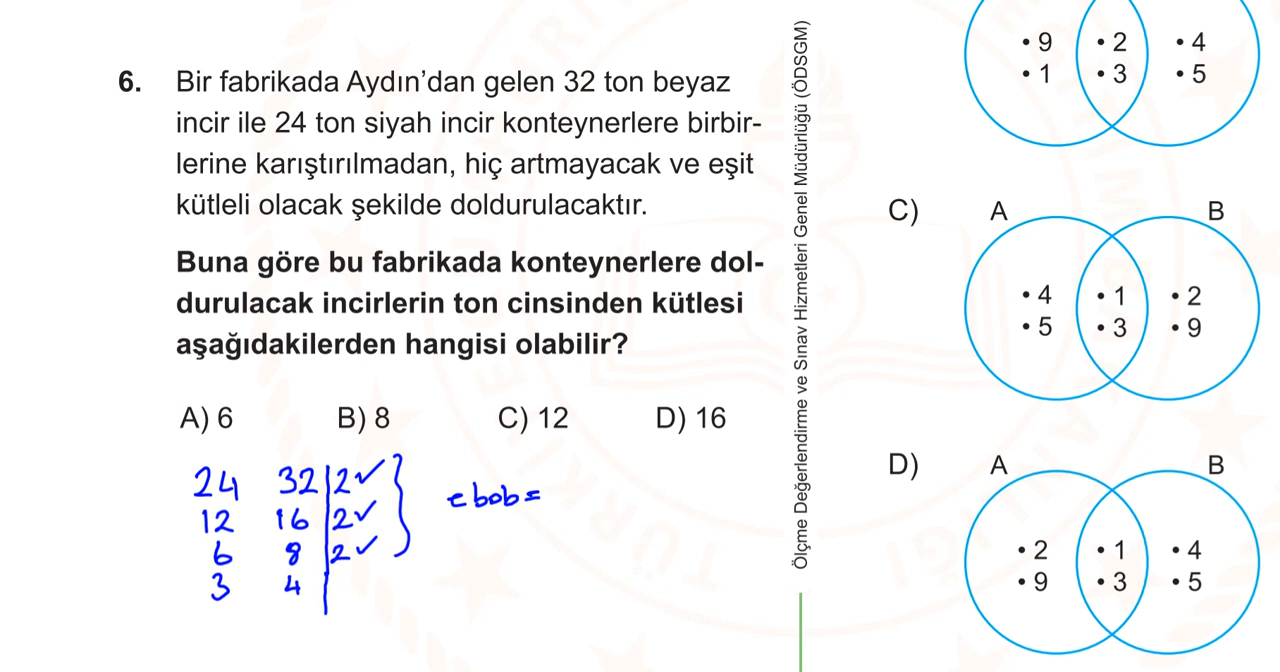 6. Bir fabrikada Aydın’dan gelen 32 ton beyaz
incir ile 24 ton siyah incir konteynerlere birbir-
lerine karıştırılmadan, hiç artmayacak ve eşit
kütleli olacak şekilde doldurulacaktır.
Buna göre bu fabrikada konteynerlere dol-
durulacak incirlerin ton cinsinden kütlesi
aşağıdakilerden hangisi olabilir?
A) 6 B) 8 C) 12 D) 16
24 32 2✓
12 16 2✓
6 8 2✓
3 4
ebob=
Ölçme Değerlendirme ve Sınav Hizmetleri Genel Müdürlüğü (ÖDSGM)
• 9 • 2 • 4
• 1 • 3 • 5
C) A B
• 4 • 1 • 2
• 5 • 3 • 9
D) A B
• 2 • 1 • 4
• 9 • 3 • 5